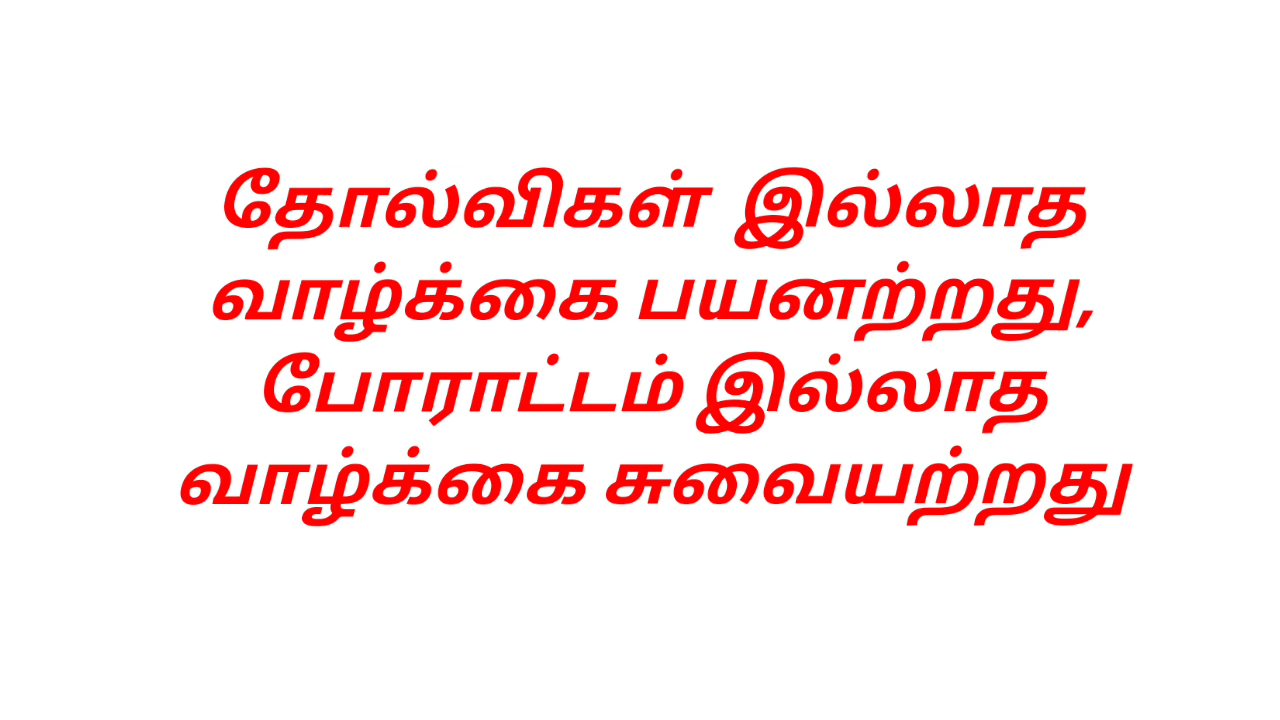 தோல்விகள் இல்லாத
வாழ்க்கை பயனற்றது,
போராட்டம் இல்லாத
வாழ்க்கை சுவையற்றது